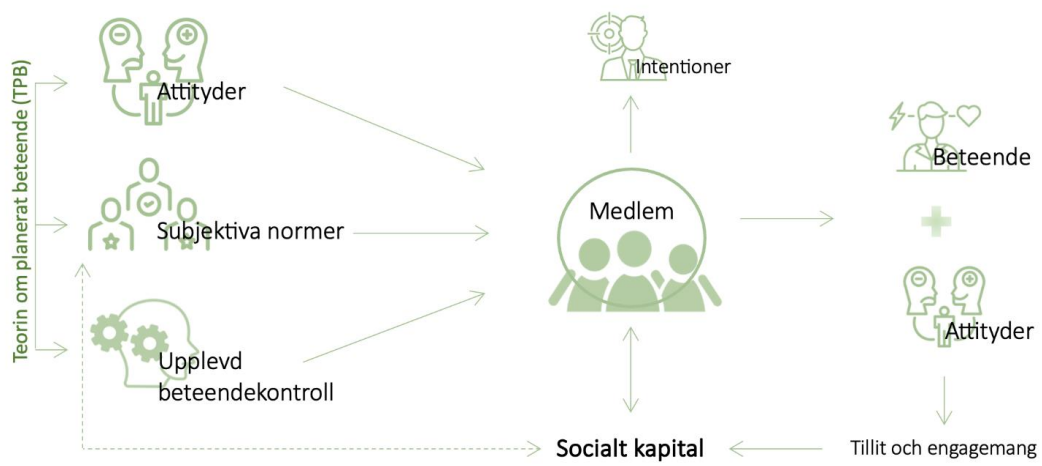 Teorin om planerat beteende (TPB)
Attityder
Subjektiva normer
Upplevd
beteendekontroll
Intentioner
Medlem
Socialt kapital
Beteende
Attityder
Tillit och engagemang